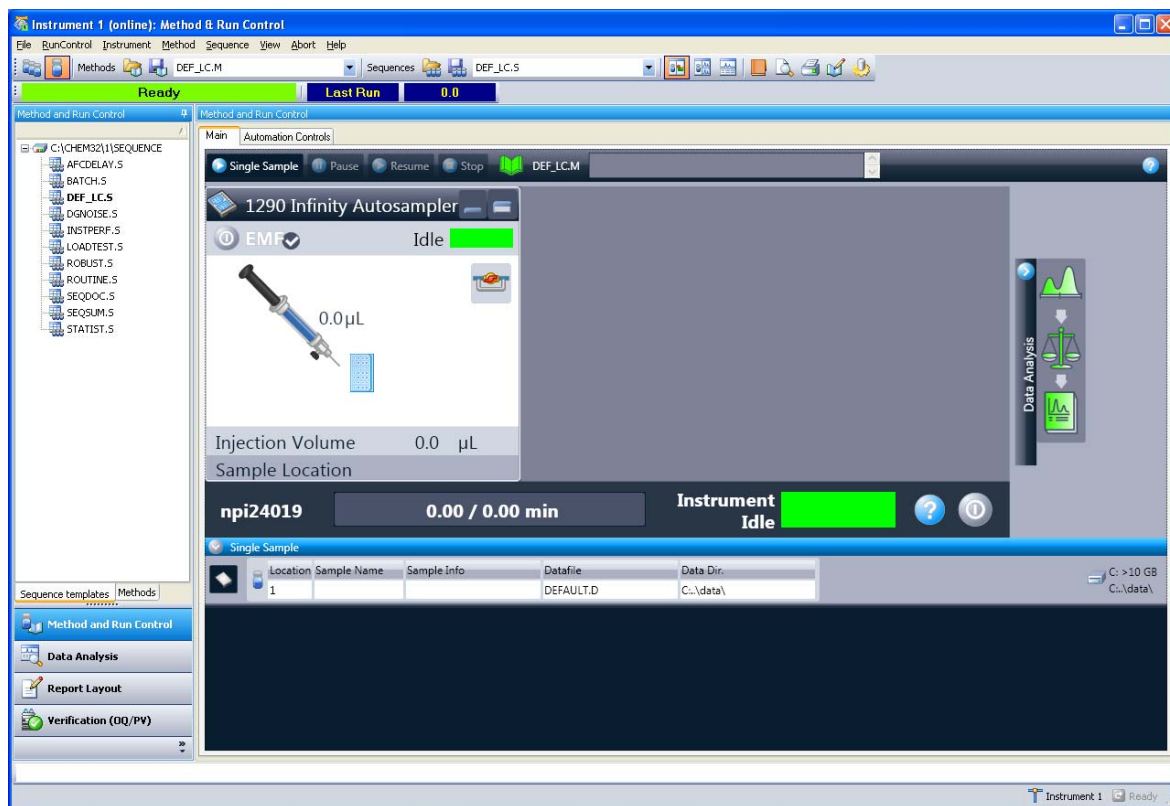 Instrument 1 (online): Method & Run Control
File RunControl Instrument Method Sequence View Abort Help
Methods DEF_LC.M Sequences DEF_LC.S
Ready Last Run 0.0
Method and Run Control
Method and Run Control
Main Automation Controls
C:\CHEM32\1\SEQUENCE
AFCDELAY.S
BATCH.S
DEF_LC.S
DGNOISE.S
INSTPERF.S
LOADTEST.S
ROBUST.S
ROUTINE.S
SEQDOC.S
SEQSUM.S
STATIST.S
Sequence templates Methods
Method and Run Control
Data Analysis
Report Layout
Verification (OQ/PV)
Single Sample Pause Resume Stop DEF_LC.M
1290 Infinity Autosampler
EMF Idle
0.0 µL
Injection Volume 0.0 µL
Sample Location
Data Analysis
npi24019 0.00 / 0.00 min Instrument
Idle
Single Sample
Location Sample Name Sample Info Datafile Data Dir.
1 DEFAULT.D C:..\data\
C: >10 GB
C:..\data\
Instrument 1 Ready